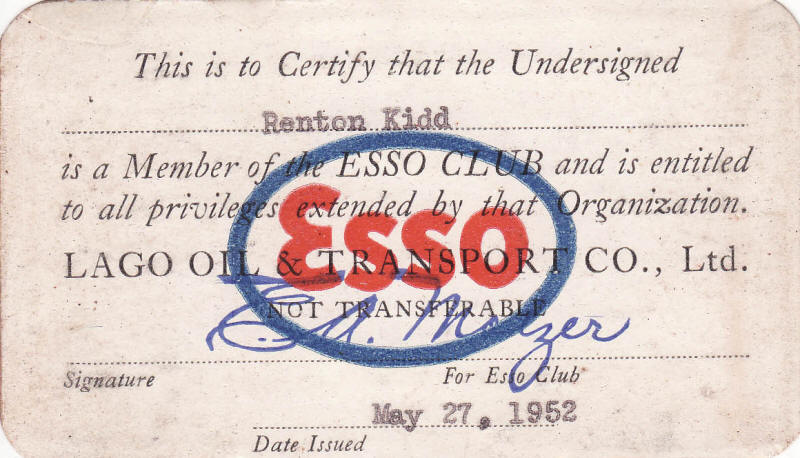 This is to Certify that the Undersigned
Renton Kidd
is a Member of the ESSO CLUB and is entitled
to all privileges extended by that Organization.
Esso
LAGO OIL & TRANSPORT CO., Ltd.
NOT TRANSFERABLE
Signature For Esso Club
May 27, 1952
Date Issued